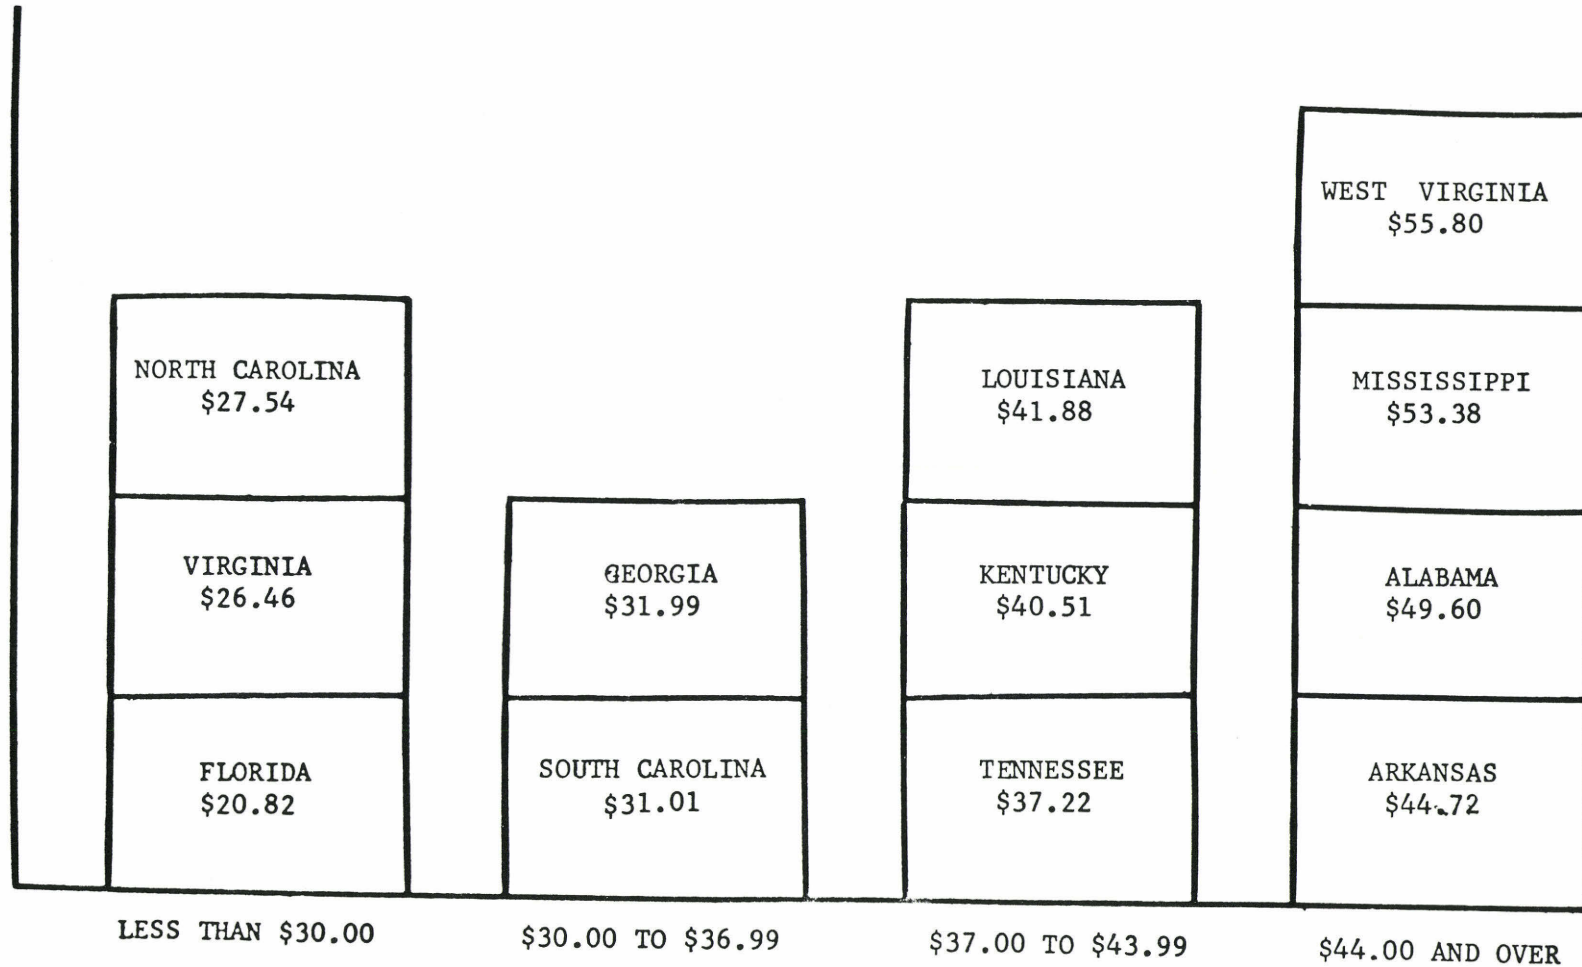 WEST VIRGINIA
$55.80
NORTH CAROLINA
$27.54
LOUISIANA
$41.88
MISSISSIPPI
$53.38
VIRGINIA
$26.46
GEORGIA
$31.99
KENTUCKY
$40.51
ALABAMA
$49.60
FLORIDA
$20.82
SOUTH CAROLINA
$31.01
TENNESSEE
$37.22
ARKANSAS
$44.72
LESS THAN $30.00
$30.00 TO $36.99
$37.00 TO $43.99
$44.00 AND OVER